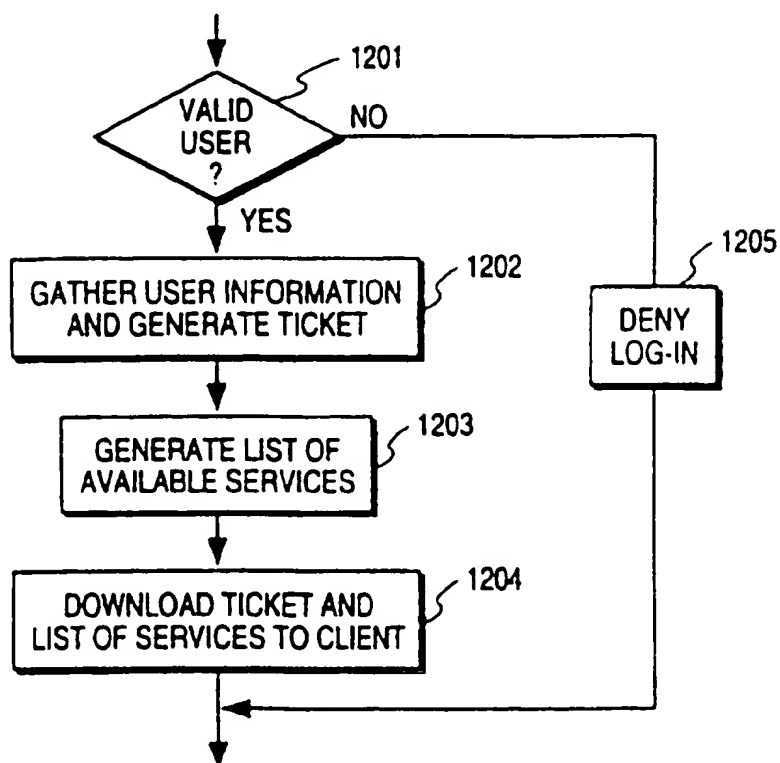 1201
VALID
USER
?
NO
YES
1202
GATHER USER INFORMATION
AND GENERATE TICKET
1205
DENY
LOG-IN
1203
GENERATE LIST OF
AVAILABLE SERVICES
1204
DOWNLOAD TICKET AND
LIST OF SERVICES TO CLIENT